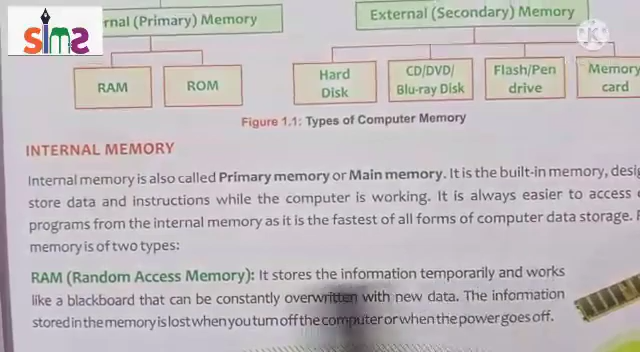 sims
rnal (Primary) Memory
External (Secondary) Memory
RAM
ROM
Hard Disk
CD/DVD/ Blu-ray Disk
Flash/Pen drive
Memory card
Figure 1.1: Types of Computer Memory
INTERNAL MEMORY
Internal memory is also called Primary memory or Main memory. It is the built-in memory, desig
store data and instructions while the computer is working. It is always easier to access
programs from the internal memory as it is the fastest of all forms of computer data storage.
memory is of two types:
RAM (Random Access Memory): It stores the information temporarily and works
like a blackboard that can be constantly overwritten with new data. The information
stored in the memory is lost when you turn off the computer or when the power goes off.